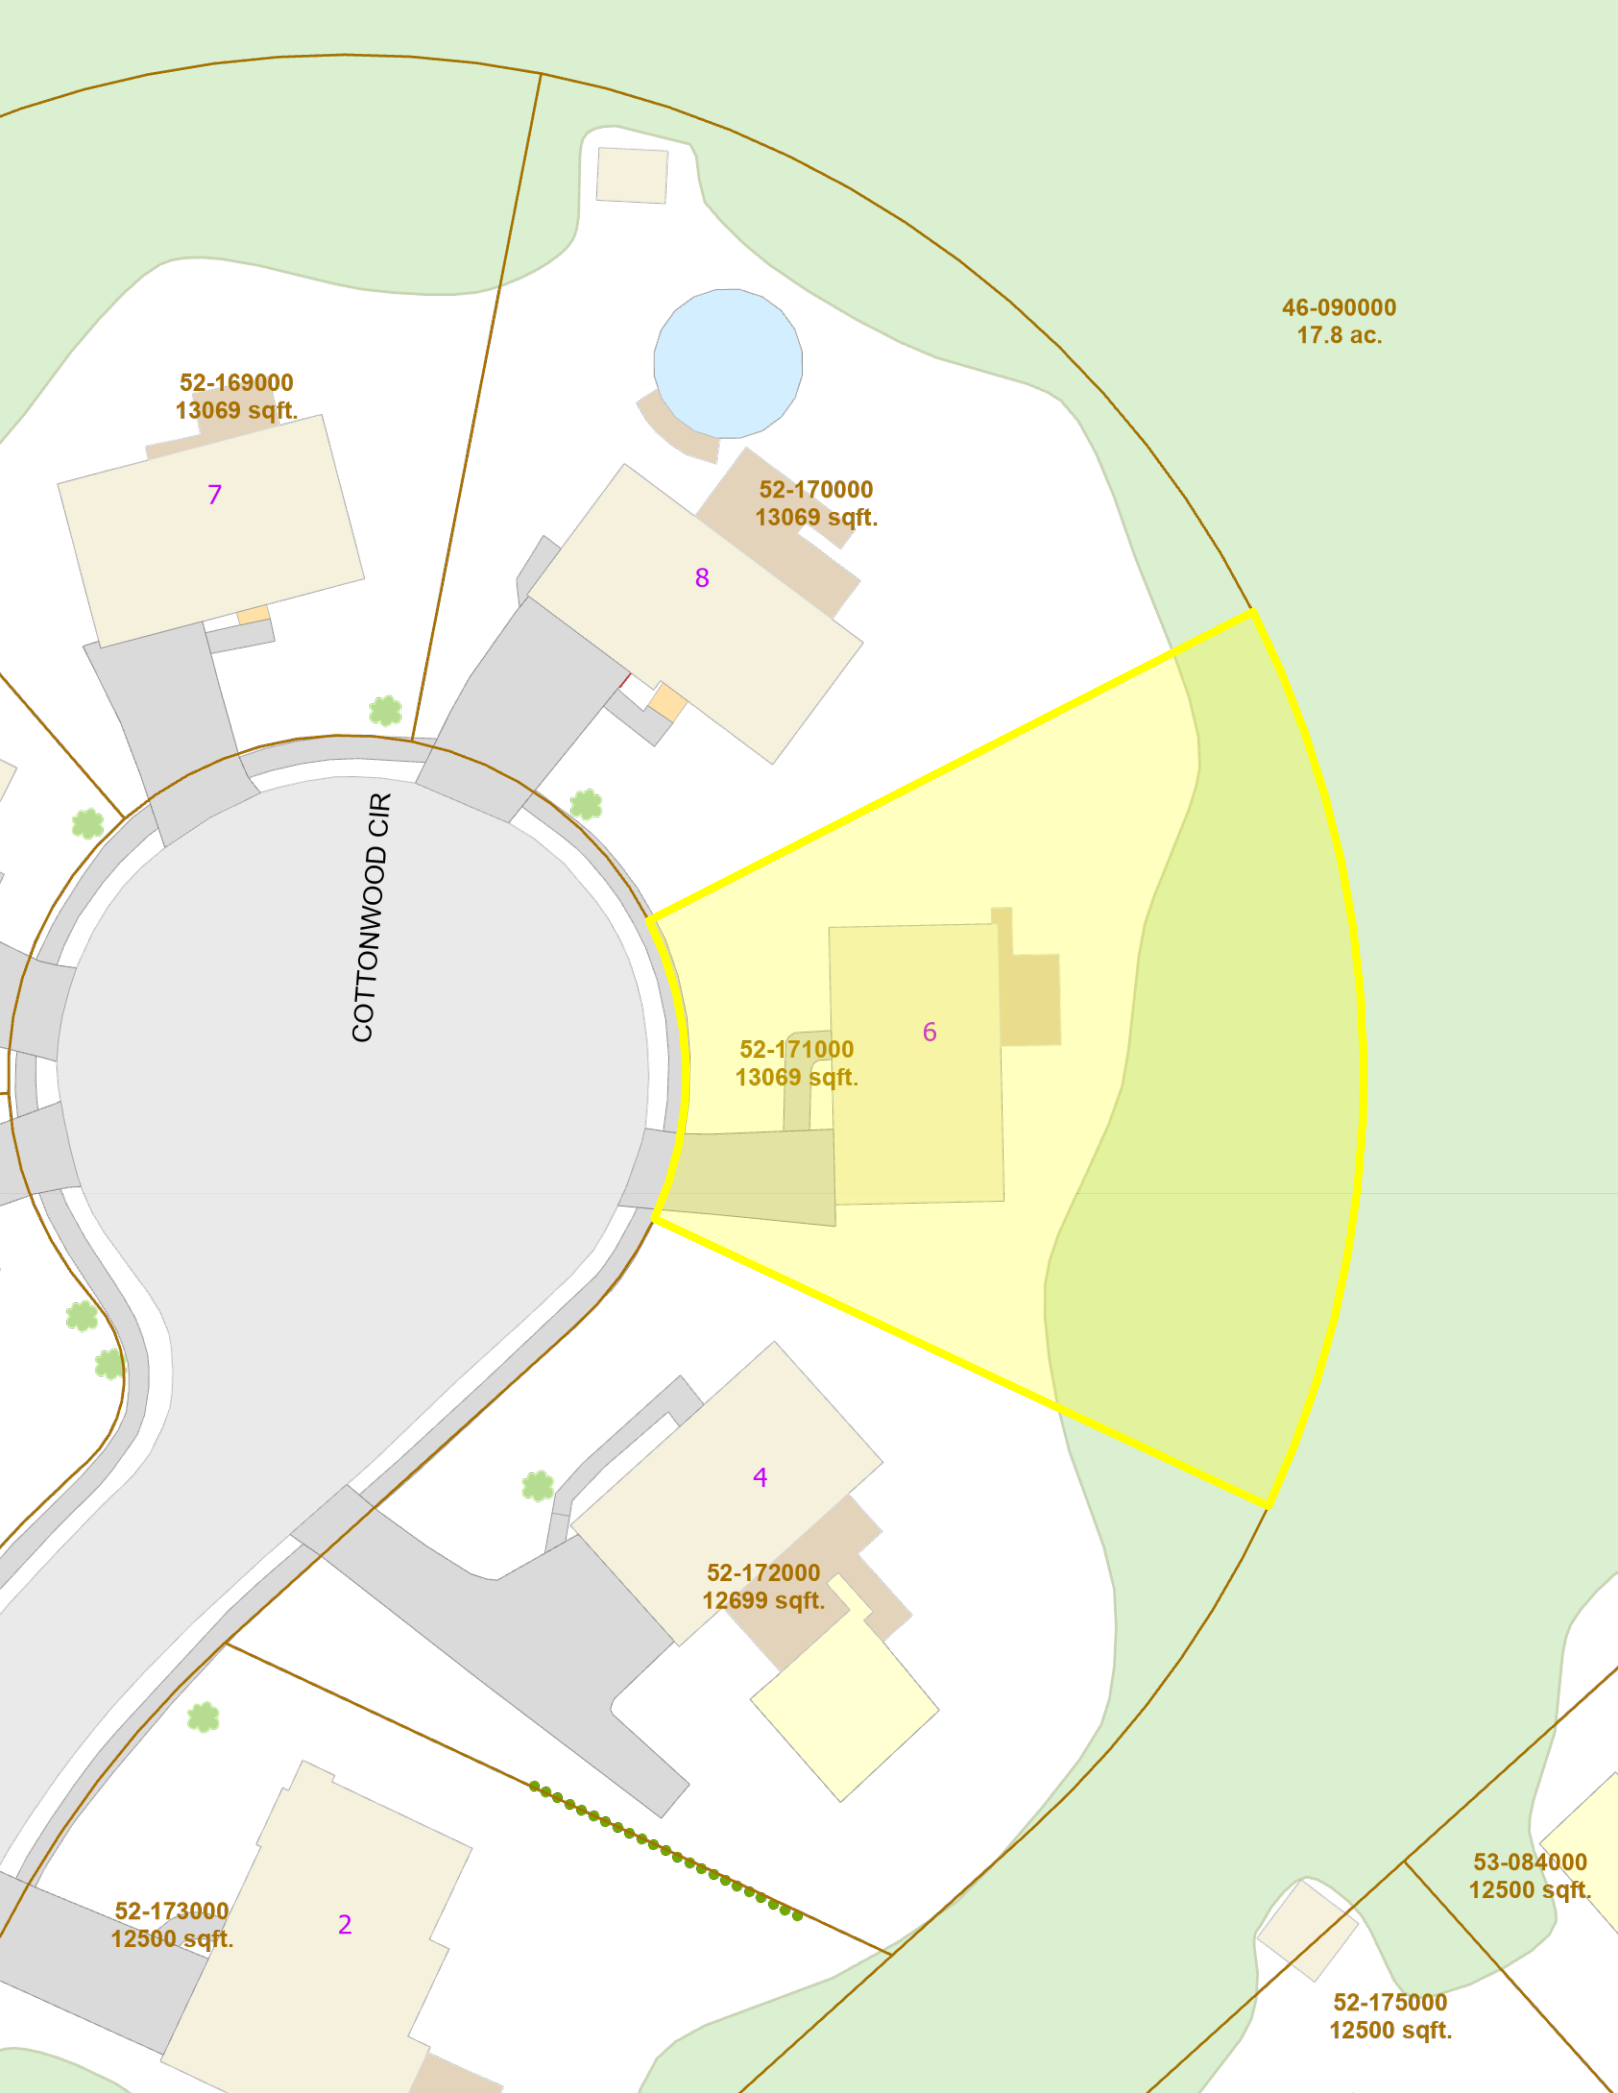 46-090000
17.8 ac.
52-169000
13069 sqft.
7
52-170000
13069 sqft.
8
COTTONWOOD CIR
6
52-171000
13069 sqft.
4
52-172000
12699 sqft.
53-084000
12500 sqft.
52-173000
12500 sqft.
2
52-175000
12500 sqft.